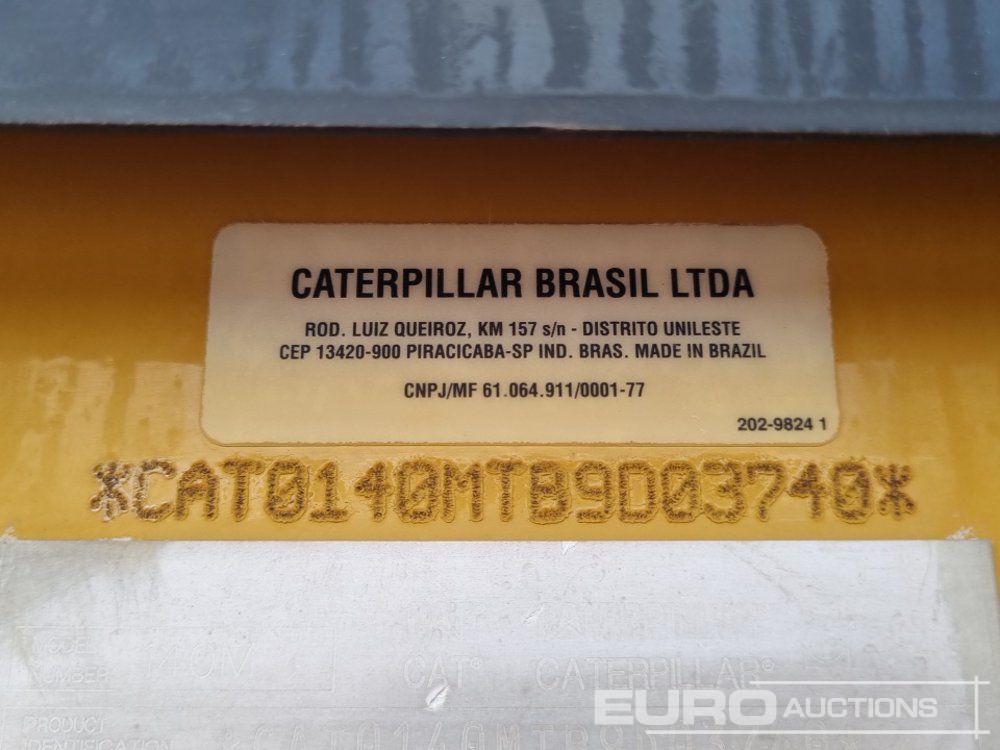 CATERPILLAR BRASIL LTDA
ROD. LUIZ QUEIROZ, KM 157 s/n - DISTRITO UNILESTE
CEP 13420-900 PIRACICABA-SP IND. BRAS. MADE IN BRAZIL
CNPJ/MF 61.064.911/0001-77
202-9824 1
*CAT0140MTB9D03740*
MODEL
NUMBER
140M
CAT® CATERPILLAR®
PRODUCT
IDENTIFICATION
*CAT0140MTB9D03740*
EURO AUCTIONS